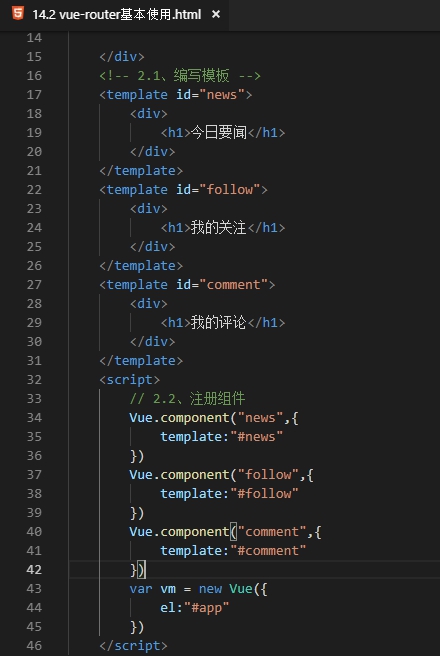 14.2 vue-router基本使用.html ×
14
15 </div>
16 <!-- 2.1、编写模板 -->
17 <template id="news">
18 <div>
19 <h1>今日要闻</h1>
20 </div>
21 </template>
22 <template id="follow">
23 <div>
24 <h1>我的关注</h1>
25 </div>
26 </template>
27 <template id="comment">
28 <div>
29 <h1>我的评论</h1>
30 </div>
31 </template>
32 <script>
33 // 2.2、注册组件
34 Vue.component("news",{
35 template:"#news"
36 })
37 Vue.component("follow",{
38 template:"#follow"
39 })
40 Vue.component("comment",{
41 template:"#comment"
42 })
43 var vm = new Vue({
44 el:"#app"
45 })
46 </script>